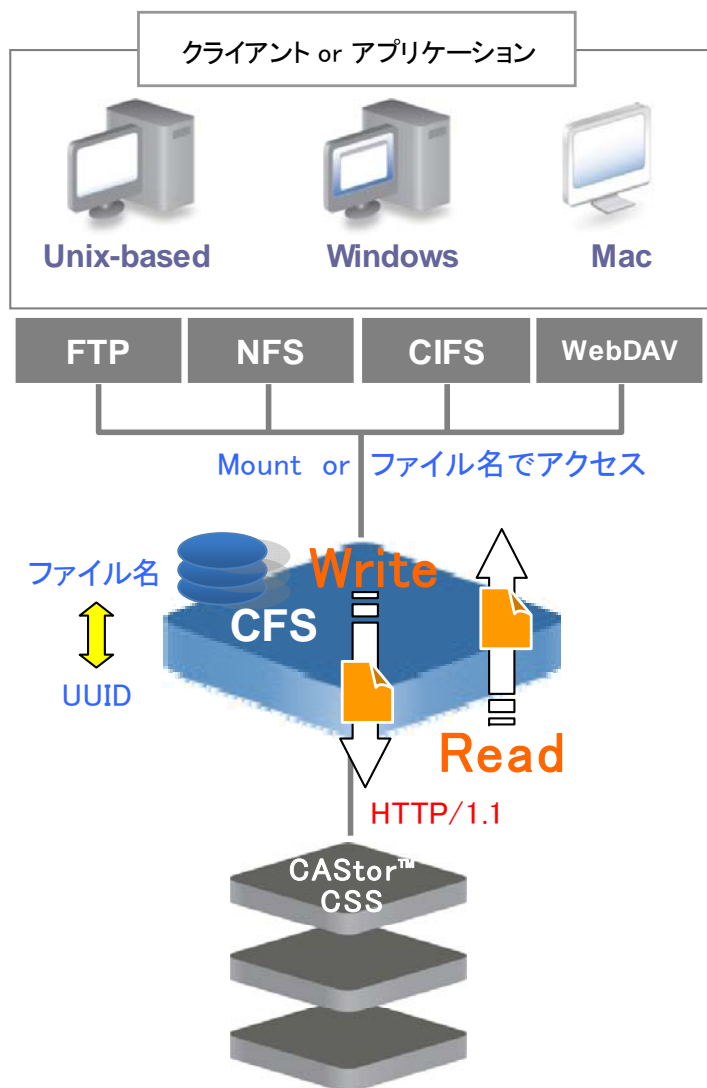 クライアント or アプリケーション
Unix-based
Windows
Mac
FTP
NFS
CIFS
WebDAV
Mount or ファイル名でアクセス
ファイル名
Write
CFS
UUID
Read
HTTP/1.1
CAStor™
CSS